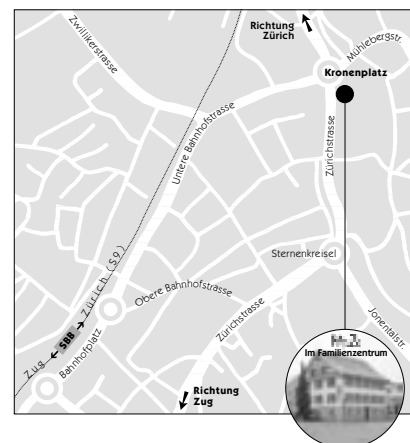 Richtung
Zürich
Mühlebergstr.
Zwillikerstrasse
Kronenplatz
Untere Bahnhofstrasse
Zürichstrasse
Sternenkreisel
Zug ← SBB → Zürich (S9)
Obere Bahnhofstrasse
Bahnhofplatz
Zürichstrasse
Jonentalstr.
Richtung
Zug
Im Familienzentrum